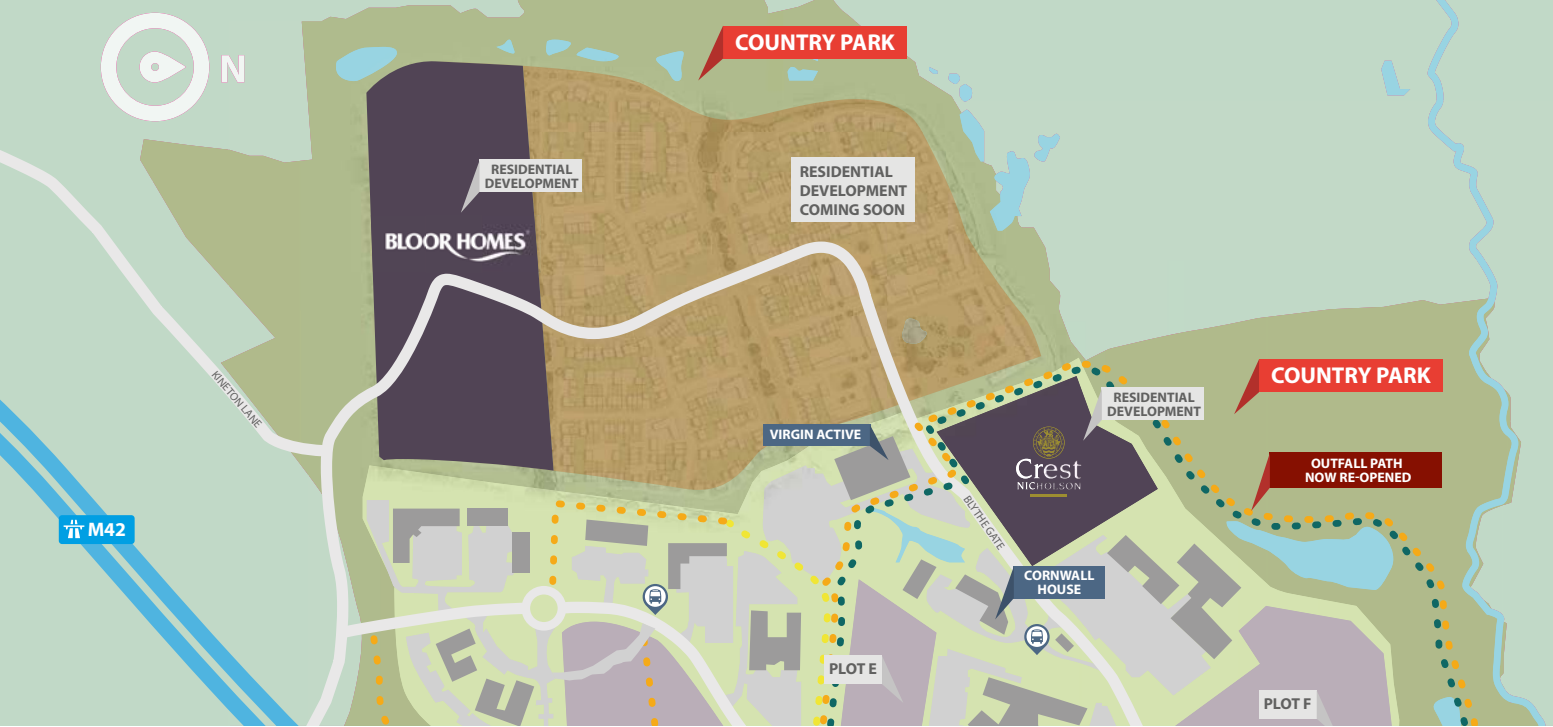 COUNTRY PARK
N
RESIDENTIAL
DEVELOPMENT
RESIDENTIAL
DEVELOPMENT
COMING SOON
BLOOR HOMES
COUNTRY PARK
KINETON LANE
RESIDENTIAL
DEVELOPMENT
VIRGIN ACTIVE
Crest
NICHOLSON
OUTFALL PATH
NOW RE-OPENED
M42
BLYTHE GATE
CORNWALL
HOUSE
PLOT E
PLOT F